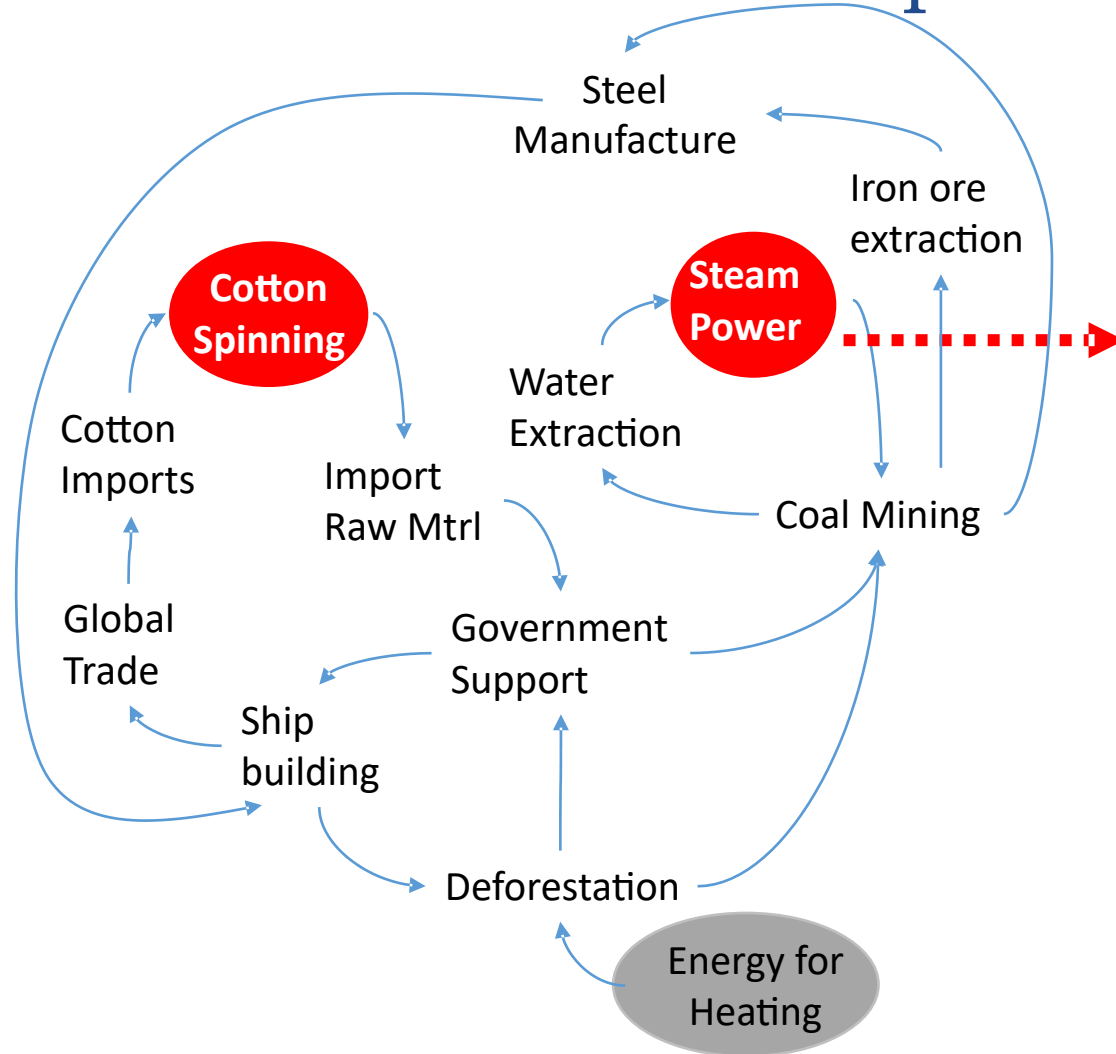 Steel
Manufacture
Iron ore
extraction
Cotton
Spinning
Steam
Power
Water
Extraction
Cotton
Imports
Import
Raw Mtrl
Coal Mining
Global
Trade
Government
Support
Ship
building
Deforestation
Energy for
Heating